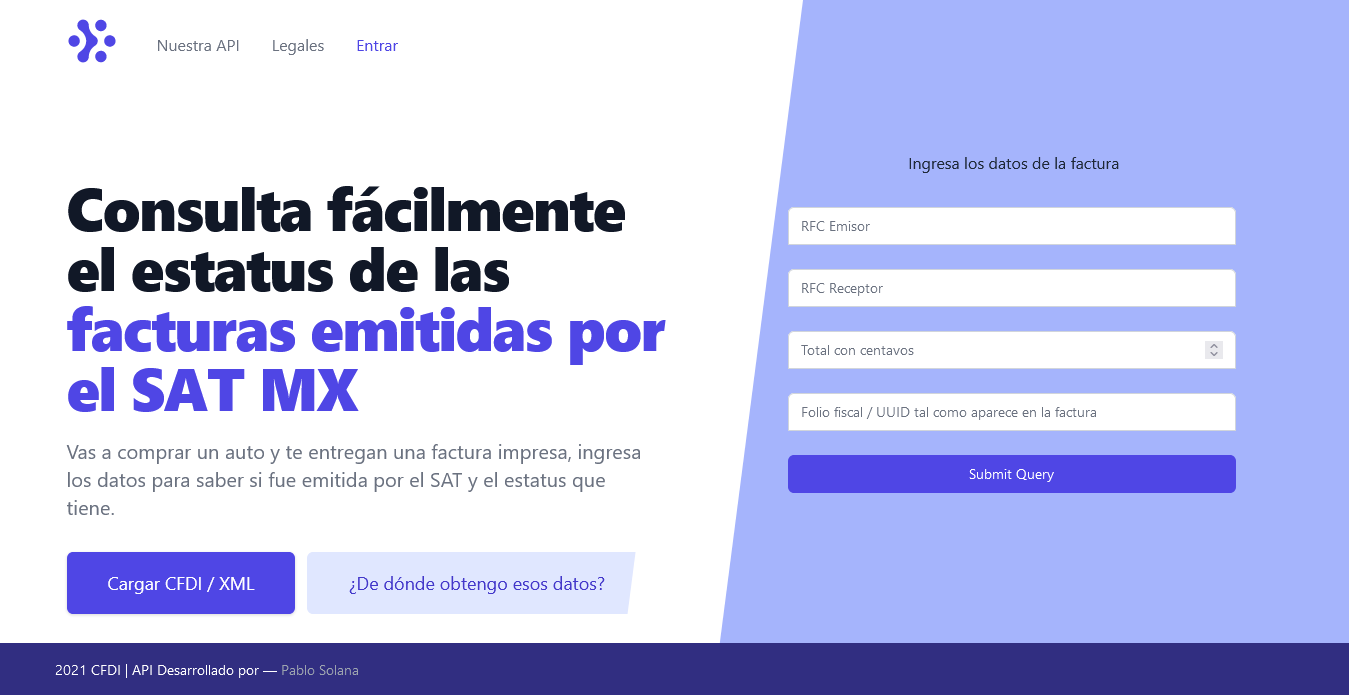 Nuestra API
Legales
Entrar
Consulta fácilmente
el estatus de las
facturas emitidas por
el SAT MX
Vas a comprar un auto y te entregan una factura impresa, ingresa
los datos para saber si fue emitida por el SAT y el estatus que
tiene.
Cargar CFDI / XML
¿De dónde obtengo esos datos?
Ingresa los datos de la factura
RFC Emisor
RFC Receptor
Total con centavos
Folio fiscal / UUID tal como aparece en la factura
Submit Query
2021 CFDI | API Desarrollado por — Pablo Solana